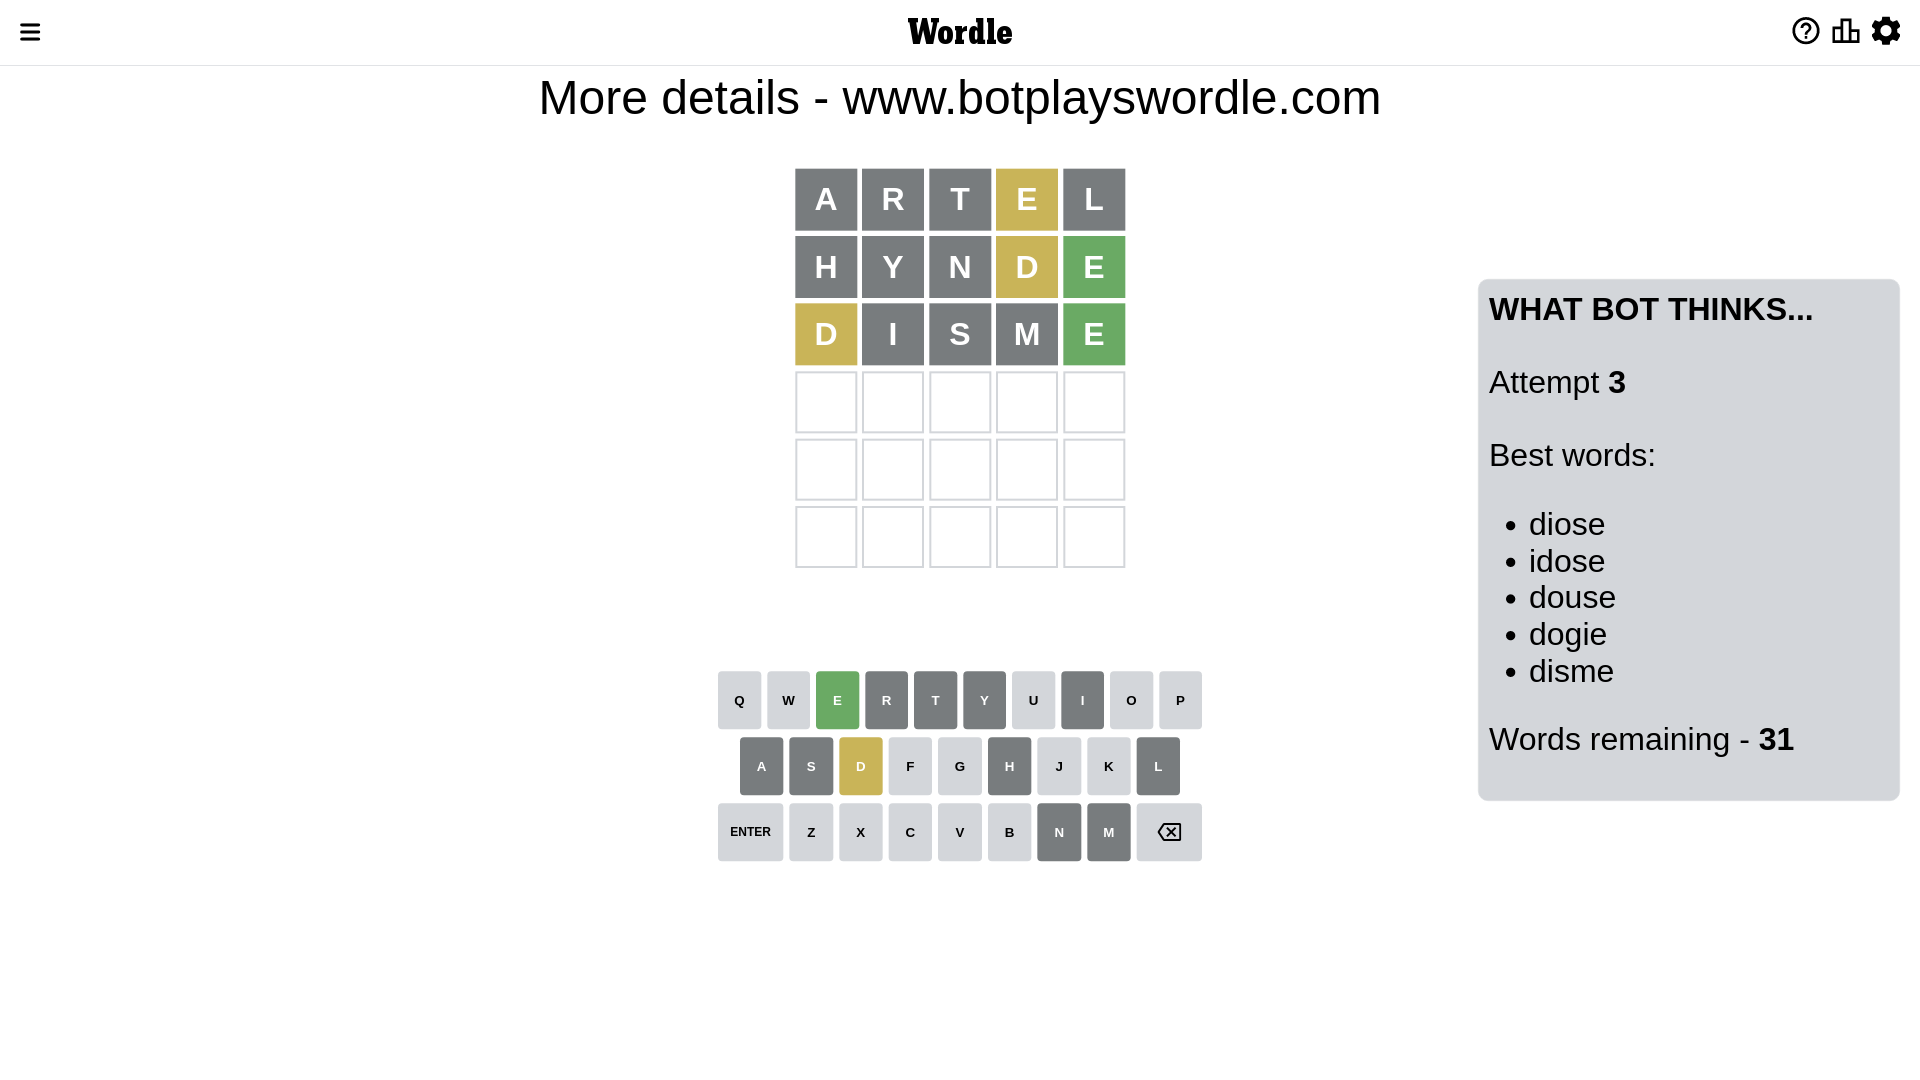 Wordle
More details - www.botplayswordle.com
A R T E L
H Y N D E
D I S M E
WHAT BOT THINKS...
Attempt 3
Best words:
• diose
• idose
• douse
• dogie
• disme
Words remaining - 31
Q W E R T Y U I O P
A S D F G H J K L
ENTER Z X C V B N M